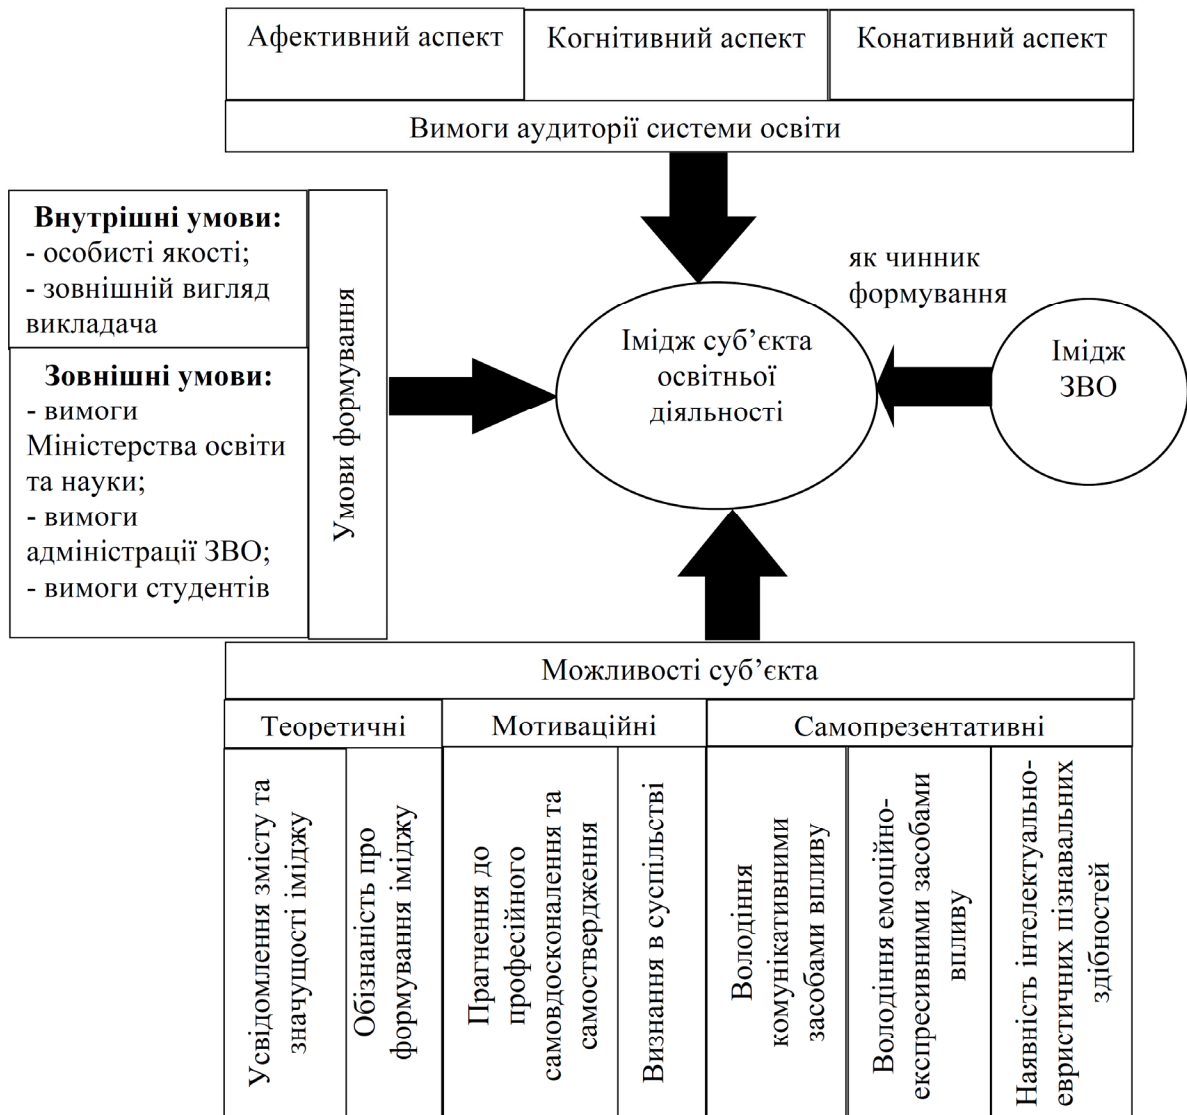 Афективний аспект
Когнітивний аспект
Конативний аспект
Вимоги аудиторії системи освіти
Внутрішні умови:
- особисті якості;
- зовнішній вигляд
викладача
Зовнішні умови:
- вимоги
Міністерства освіти
та науки;
- вимоги
адміністрації ЗВО;
- вимоги студентів
Умови формування
Імідж суб’єкта
освітньої
діяльності
як чинник
формування
Імідж
ЗВО
Можливості суб’єкта
Теоретичні
Мотиваційні
Самопрезентативні
Усвідомлення змісту та
значущості іміджу
Обізнаність про
формування іміджу
Прагнення до
професійного
самовдосконалення та
самоствердження
Визнання в суспільстві
Володіння
комунікативними
засобами впливу
Володіння емоційно-
експресивними засобами
впливу
Наявність інтелектуально-
евристичних пізнавальних
здібностей